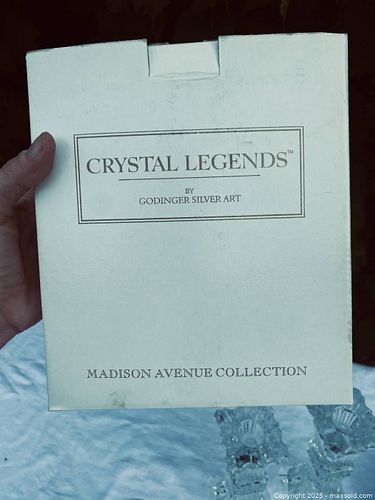 CRYSTAL LEGENDS™
BY
GODINGER SILVER ART
MADISON AVENUE COLLECTION
Copyright © 2025 - maxsold.com